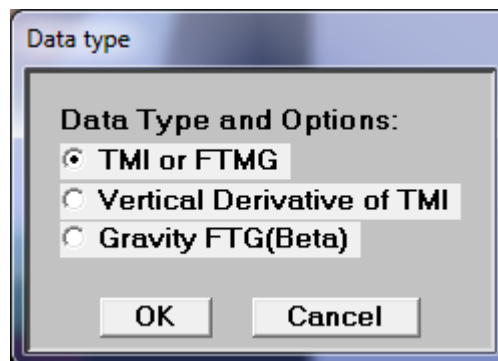 Data type
Data Type and Options:
TMI or FTMG
Vertical Derivative of TMI
Gravity FTG(Beta)
OK Cancel